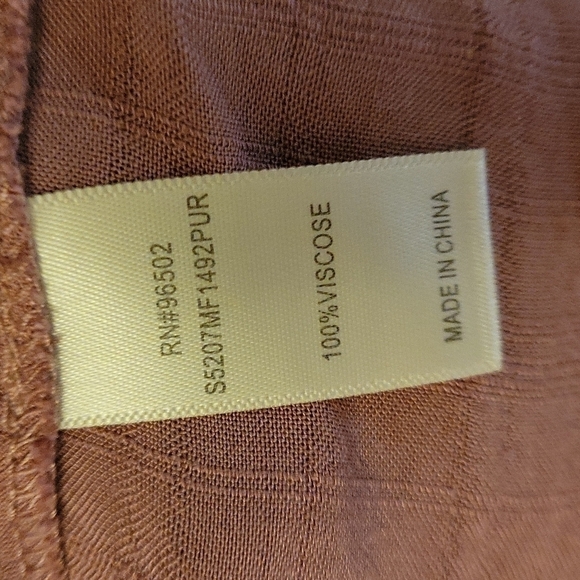 RN#96502
S5207MF1492PUR
100%VISCOSE
MADE IN CHINA